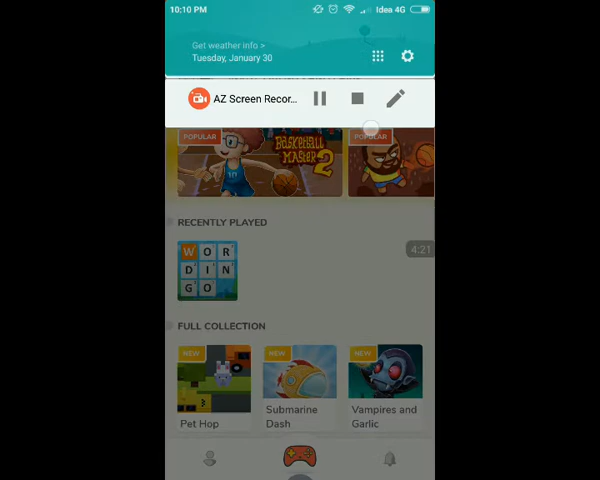 10:10 PM
Idea 4G
Get weather info >
Tuesday, January 30
AZ Screen Recor...
POPULAR
BASKETBALL
MASTER
2
POPULAR
RECENTLY PLAYED
4:21
W O R
D I N
G O
FULL COLLECTION
NEW
NEW
NEW
Pet Hop
Submarine
Dash
Vampires and
Garlic